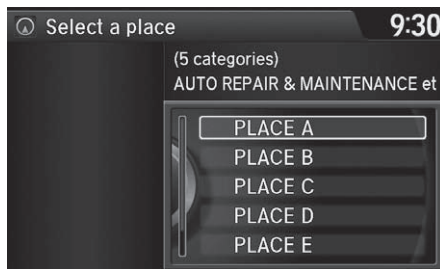 Select a place
9:30
(5 categories)
AUTO REPAIR & MAINTENANCE et
PLACE A
PLACE B
PLACE C
PLACE D
PLACE E